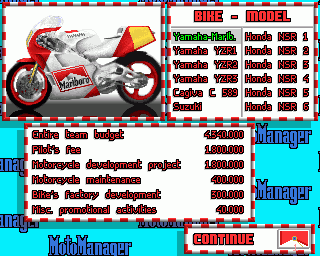 BIKE - MODEL
Yamaha-Marlb. Honda NSR 1
Yamaha YZR1 Honda NSR 2
Yamaha YZR2 Honda NSR 3
Yamaha YZR3 Honda NSR 4
Cagiva C. 583 Honda NSR 5
Suzuki Honda NSR 6
YAMAHA
Marlboro
Entire team budget 4.540.000
Pilot's fee 1.800.000
Motorcycle development project 1.800.000
Motorcycle maintenance 400.000
Bike's factory development 500.000
Misc. promotional activities 40.000
Manager
Manager
MotoManager
CONTINUE